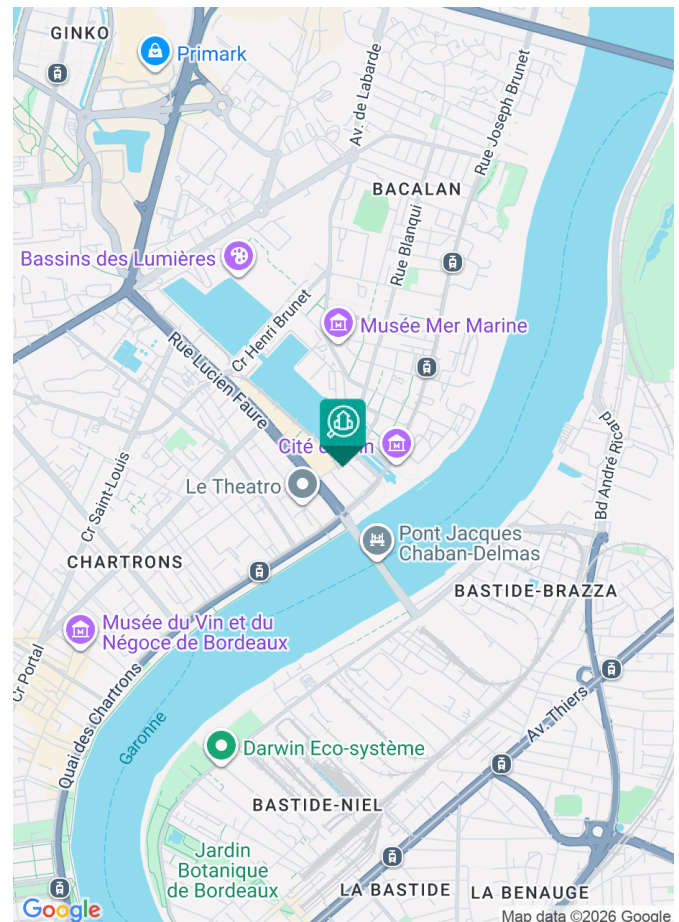 GINKO
Primark
Av. de Labarde
Rue Joseph Brunet
BACALAN
Rue Blanqui
Bassins des Lumières
Cr Henri Brunet
Musée Mer Marine
Rue Lucien Faure
Cité
in
Bd André Ricard
Le Theatro
Cr Saint-Louis
Pont Jacques
Chaban-Delmas
CHARTRONS
BASTIDE-BRAZZA
Musée du Vin et du
Négoce de Bordeaux
Cr Portal
Quai des Chartrons
Garonne
Av. Thiers
Darwin Eco-système
BASTIDE-NIEL
Jardin
Botanique
de Bordeaux
LA BASTIDE
LA BENAUGE
Google
Map data ©2026 Google